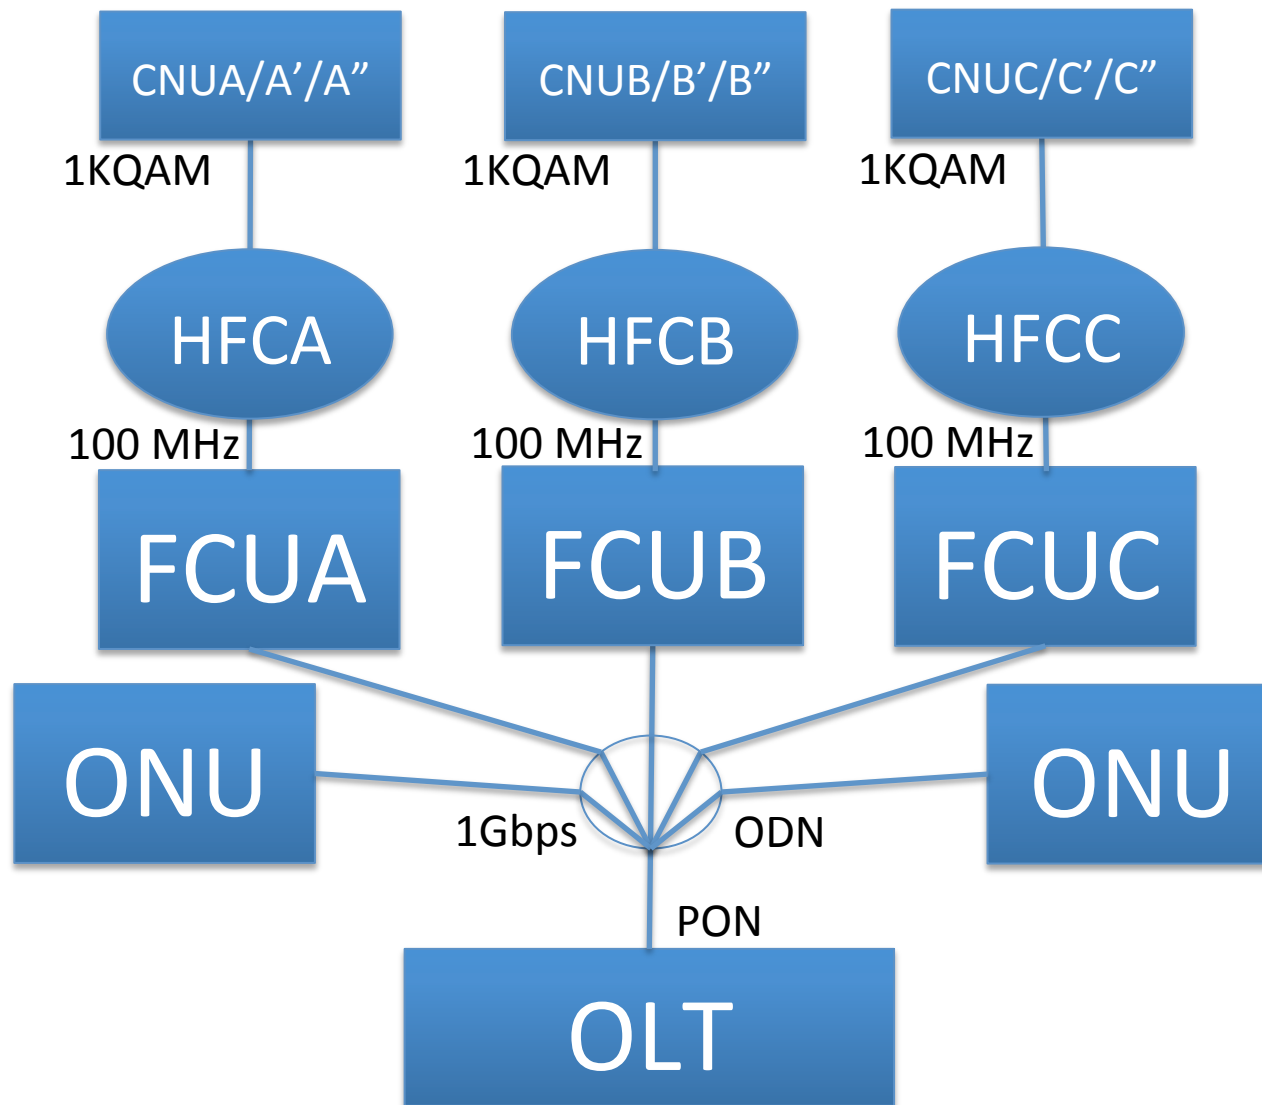 CNUA/A’/A”
CNUB/B’/B”
CNUC/C’/C”
1KQAM
1KQAM
1KQAM
HFCA
HFCB
HFCC
100 MHz
100 MHz
100 MHz
FCUA
FCUB
FCUC
ONU
ONU
1Gbps
ODN
PON
OLT